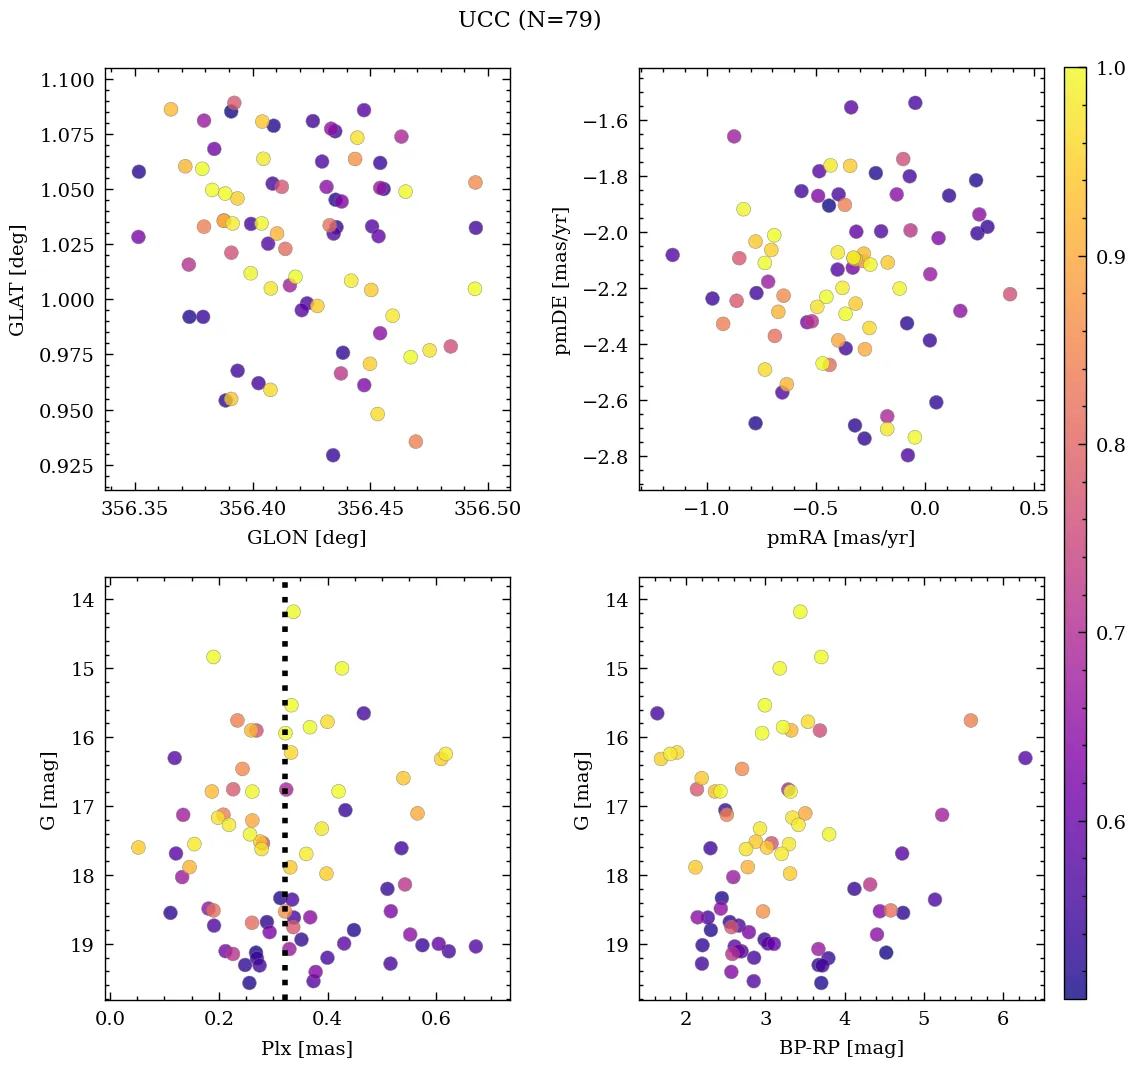 UCC (N=79)
1.100
1.075
1.050
1.025
1.000
0.975
0.950
0.925
GLAT [deg]
356.35 356.40 356.45 356.50
GLON [deg]
−1.6
−1.8
−2.0
−2.2
−2.4
−2.6
−2.8
pmDE [mas/yr]
−1.0 −0.5 0.0 0.5
pmRA [mas/yr]
14
15
16
17
18
19
G [mag]
0.0 0.2 0.4 0.6
Plx [mas]
14
15
16
17
18
19
G [mag]
2 3 4 5 6
BP-RP [mag]
1.0
0.9
0.8
0.7
0.6